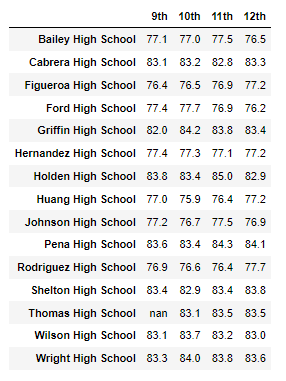 9th 10th 11th 12th
Bailey High School 77.1 77.0 77.5 76.5
Cabrera High School 83.1 83.2 82.8 83.3
Figueroa High School 76.4 76.5 76.9 77.2
Ford High School 77.4 77.7 76.9 76.2
Griffin High School 82.0 84.2 83.8 83.4
Hernandez High School 77.4 77.3 77.1 77.2
Holden High School 83.8 83.4 85.0 82.9
Huang High School 77.0 75.9 76.4 77.2
Johnson High School 77.2 76.7 77.5 76.9
Pena High School 83.6 83.4 84.3 84.1
Rodriguez High School 76.9 76.6 76.4 77.7
Shelton High School 83.4 82.9 83.4 83.8
Thomas High School nan 83.1 83.5 83.5
Wilson High School 83.1 83.7 83.2 83.0
Wright High School 83.3 84.0 83.8 83.6